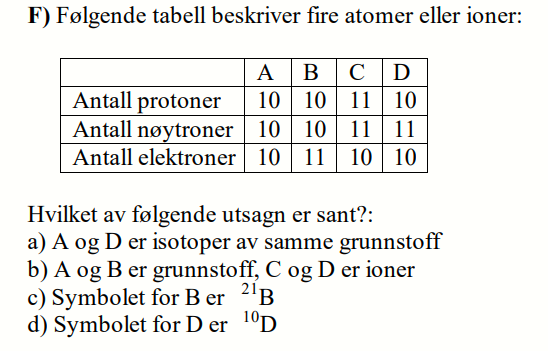 F) Følgende tabell beskriver fire atomer eller ioner:
A B C D
Antall protoner 10 10 11 10
Antall nøytroner 10 10 11 11
Antall elektroner 10 11 10 10
Hvilket av følgende utsagn er sant?:
a) A og D er isotoper av samme grunnstoff
b) A og B er grunnstoff, C og D er ioner
c) Symbolet for B er ²¹B
d) Symbolet for D er ¹⁰D